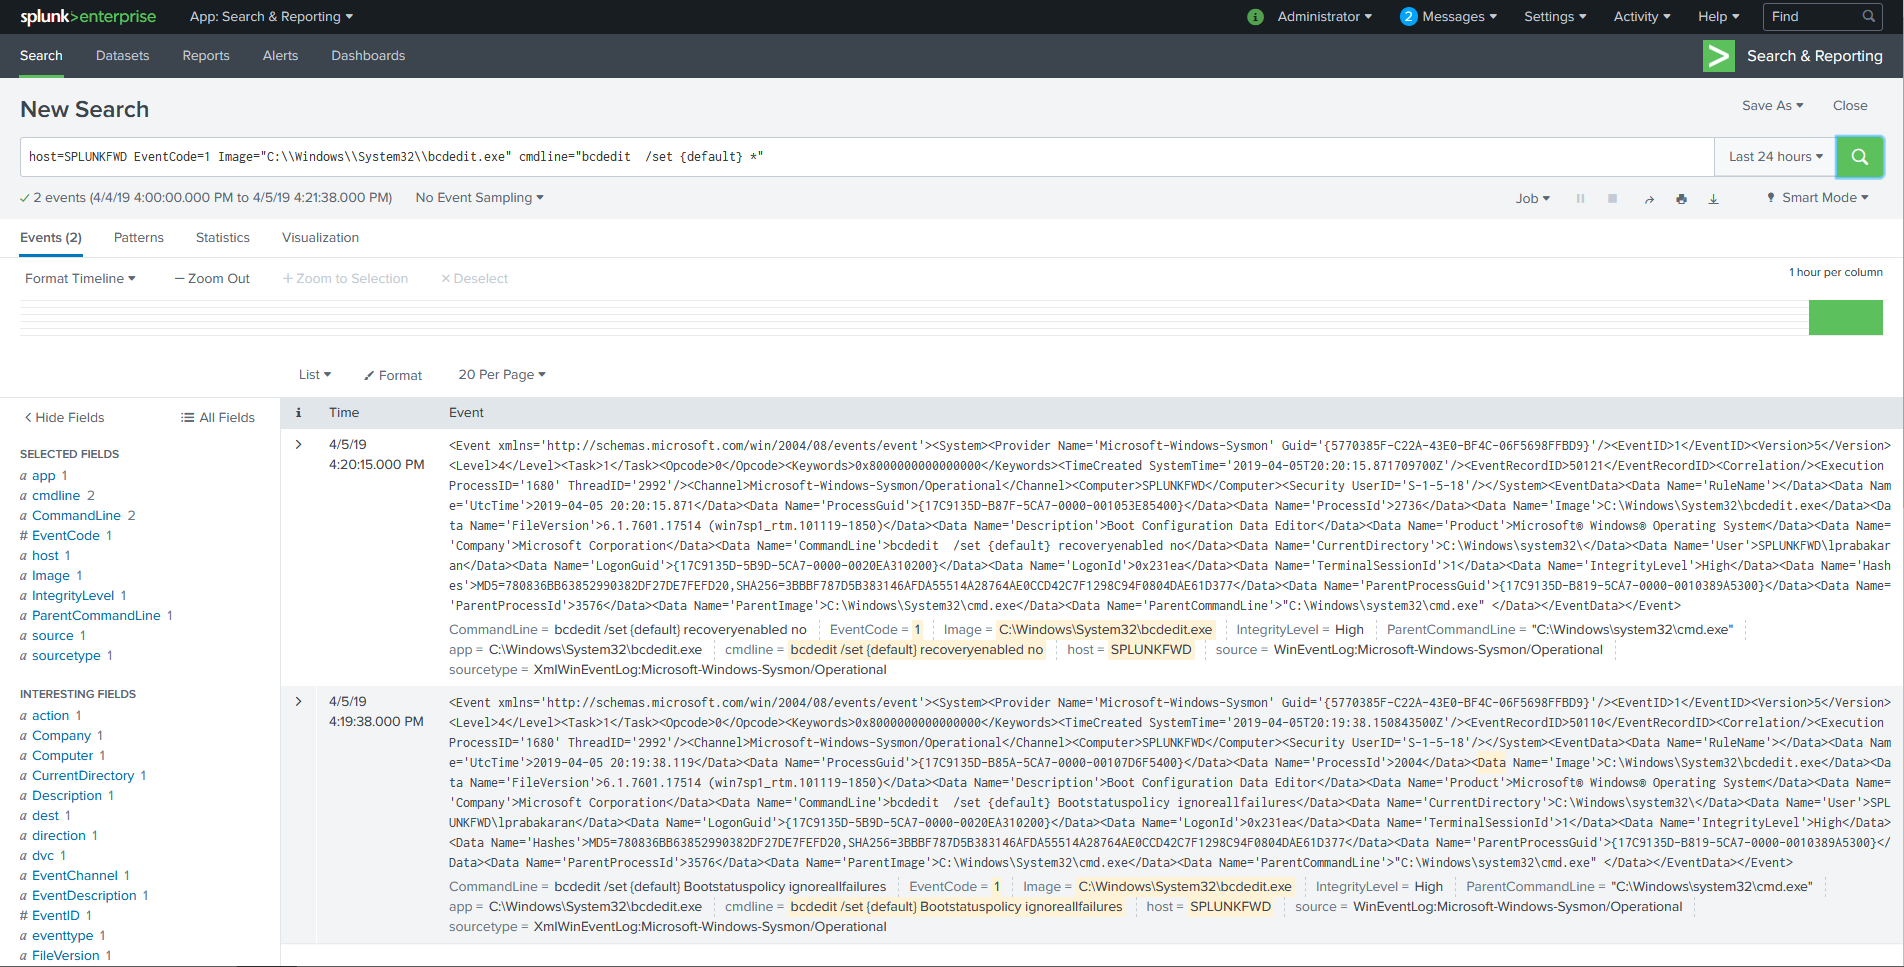 splunk>enterprise App: Search & Reporting ▾ i Administrator ▾ 2 Messages ▾ Settings ▾ Activity ▾ Help ▾ Find
Search Datasets Reports Alerts Dashboards > Search & Reporting
New Search Save As ▾ Close
host=SPLUNKFWD EventCode=1 Image="C:\\Windows\\System32\\bcdedit.exe" cmdline="bcdedit  /set {default} *" Last 24 hours ▾
✓ 2 events (4/4/19 4:00:00.000 PM to 4/5/19 4:21:38.000 PM) No Event Sampling ▾ Job ▾ Smart Mode ▾
Events (2) Patterns Statistics Visualization
Format Timeline ▾ — Zoom Out + Zoom to Selection × Deselect 1 hour per column
List ▾ Format 20 Per Page ▾
< Hide Fields All Fields
SELECTED FIELDS
a app 1
a cmdline 2
a CommandLine 2
# EventCode 1
a host 1
a Image 1
a IntegrityLevel 1
a ParentCommandLine 1
a source 1
a sourcetype 1
INTERESTING FIELDS
a action 1
a Company 1
a Computer 1
a CurrentDirectory 1
a Description 1
a dest 1
a direction 1
a dvc 1
a EventChannel 1
a EventDescription 1
# EventID 1
a eventtype 1
a FileVersion 1
i Time Event
> 4/5/19
4:20:15.000 PM
<Event xmlns='http://schemas.microsoft.com/win/2004/08/events/event'><System><Provider Name='Microsoft-Windows-Sysmon' Guid='{5770385F-C22A-43E0-BF4C-06F5698FFBD9}'/><EventID>1</EventID><Version>5</Version>
<Level>4</Level><Task>1</Task><Opcode>0</Opcode><Keywords>0x8000000000000000</Keywords><TimeCreated SystemTime='2019-04-05T20:20:15.871709700Z'/><EventRecordID>50121</EventRecordID><Correlation/><Execution
ProcessID='1680' ThreadID='2992'/><Channel>Microsoft-Windows-Sysmon/Operational</Channel><Computer>SPLUNKFWD</Computer><Security UserID='S-1-5-18'/></System><EventData><Data Name='RuleName'></Data><Data Nam
e='UtcTime'>2019-04-05 20:20:15.871</Data><Data Name='ProcessGuid'>{17C9135D-B87F-5CA7-0000-001053E85400}</Data><Data Name='ProcessId'>2736</Data><Data Name='Image'>C:\Windows\System32\bcdedit.exe</Data><Da
ta Name='FileVersion'>6.1.7601.17514 (win7sp1_rtm.101119-1850)</Data><Data Name='Description'>Boot Configuration Data Editor</Data><Data Name='Product'>Microsoft® Windows® Operating System</Data><Data Name=
'Company'>Microsoft Corporation</Data><Data Name='CommandLine'>bcdedit  /set {default} recoveryenabled no</Data><Data Name='CurrentDirectory'>C:\Windows\system32\</Data><Data Name='User'>SPLUNKFWD\lprabakar
an</Data><Data Name='LogonGuid'>{17C9135D-5B9D-5CA7-0000-0020EA310200}</Data><Data Name='LogonId'>0x231ea</Data><Data Name='TerminalSessionId'>1</Data><Data Name='IntegrityLevel'>High</Data><Data Name='Hash
es'>MD5=780836BB63852990382DF27DE7FEFD20,SHA256=3BBBF787D5B383146AFDA55514A28764AE0CCD42C7F1298C94F0804DAE61D377</Data><Data Name='ParentProcessGuid'>{17C9135D-B819-5CA7-0000-0010389A5300}</Data><Data Name=
'ParentProcessId'>3576</Data><Data Name='ParentImage'>C:\Windows\System32\cmd.exe</Data><Data Name='ParentCommandLine'>"C:\Windows\system32\cmd.exe" </Data></EventData></Event>
CommandLine = bcdedit /set {default} recoveryenabled no EventCode = 1 Image = C:\Windows\System32\bcdedit.exe IntegrityLevel = High ParentCommandLine = "C:\Windows\system32\cmd.exe"
app = C:\Windows\System32\bcdedit.exe cmdline = bcdedit /set {default} recoveryenabled no host = SPLUNKFWD source = WinEventLog:Microsoft-Windows-Sysmon/Operational
sourcetype = XmlWinEventLog:Microsoft-Windows-Sysmon/Operational
> 4/5/19
4:19:38.000 PM
<Event xmlns='http://schemas.microsoft.com/win/2004/08/events/event'><System><Provider Name='Microsoft-Windows-Sysmon' Guid='{5770385F-C22A-43E0-BF4C-06F5698FFBD9}'/><EventID>1</EventID><Version>5</Version>
<Level>4</Level><Task>1</Task><Opcode>0</Opcode><Keywords>0x8000000000000000</Keywords><TimeCreated SystemTime='2019-04-05T20:19:38.150843500Z'/><EventRecordID>50110</EventRecordID><Correlation/><Execution
ProcessID='1680' ThreadID='2992'/><Channel>Microsoft-Windows-Sysmon/Operational</Channel><Computer>SPLUNKFWD</Computer><Security UserID='S-1-5-18'/></System><EventData><Data Name='RuleName'></Data><Data Nam
e='UtcTime'>2019-04-05 20:19:38.119</Data><Data Name='ProcessGuid'>{17C9135D-B85A-5CA7-0000-00107D6F5400}</Data><Data Name='ProcessId'>2004</Data><Data Name='Image'>C:\Windows\System32\bcdedit.exe</Data><Da
ta Name='FileVersion'>6.1.7601.17514 (win7sp1_rtm.101119-1850)</Data><Data Name='Description'>Boot Configuration Data Editor</Data><Data Name='Product'>Microsoft® Windows® Operating System</Data><Data Name=
'Company'>Microsoft Corporation</Data><Data Name='CommandLine'>bcdedit  /set {default} Bootstatuspolicy ignoreallfailures</Data><Data Name='CurrentDirectory'>C:\Windows\system32\</Data><Data Name='User'>SPL
UNKFWD\lprabakaran</Data><Data Name='LogonGuid'>{17C9135D-5B9D-5CA7-0000-0020EA310200}</Data><Data Name='LogonId'>0x231ea</Data><Data Name='TerminalSessionId'>1</Data><Data Name='IntegrityLevel'>High</Data>
<Data Name='Hashes'>MD5=780836BB63852990382DF27DE7FEFD20,SHA256=3BBBF787D5B383146AFDA55514A28764AE0CCD42C7F1298C94F0804DAE61D377</Data><Data Name='ParentProcessGuid'>{17C9135D-B819-5CA7-0000-0010389A5300}</
Data><Data Name='ParentProcessId'>3576</Data><Data Name='ParentImage'>C:\Windows\System32\cmd.exe</Data><Data Name='ParentCommandLine'>"C:\Windows\system32\cmd.exe" </Data></EventData></Event>
CommandLine = bcdedit /set {default} Bootstatuspolicy ignoreallfailures EventCode = 1 Image = C:\Windows\System32\bcdedit.exe IntegrityLevel = High ParentCommandLine = "C:\Windows\system32\cmd.exe"
app = C:\Windows\System32\bcdedit.exe cmdline = bcdedit /set {default} Bootstatuspolicy ignoreallfailures host = SPLUNKFWD source = WinEventLog:Microsoft-Windows-Sysmon/Operational
sourcetype = XmlWinEventLog:Microsoft-Windows-Sysmon/Operational